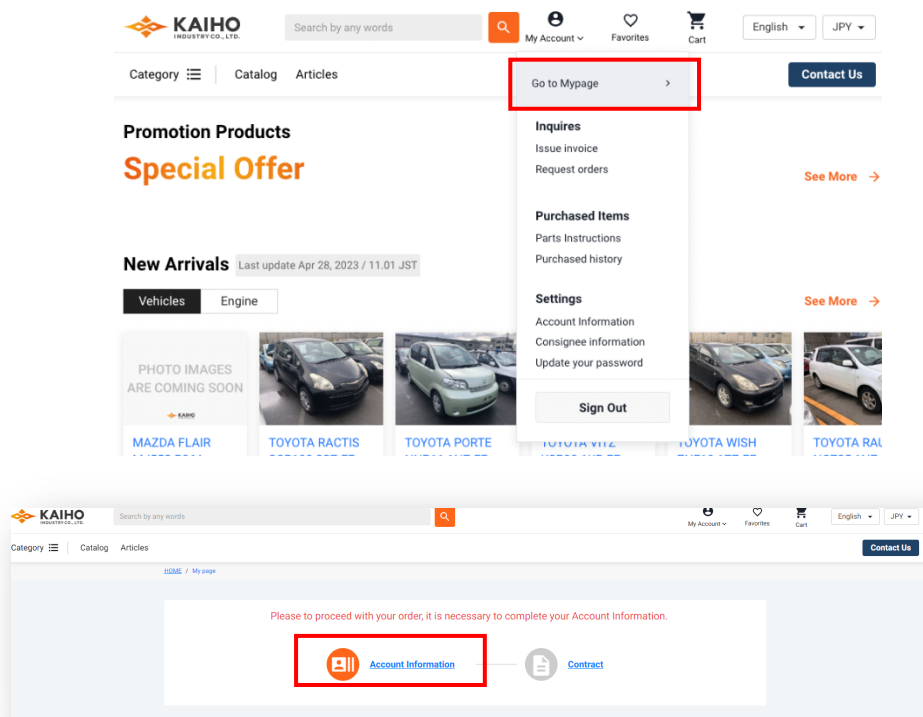 KAIHO
INDUSTRY CO., LTD.
Search by any words
My Account
Favorites
Cart
English
JPY
Category
Catalog
Articles
Contact Us
Go to Mypage
Inquires
Issue invoice
Request orders
Purchased Items
Parts Instructions
Purchased history
Settings
Account Information
Consignee information
Update your password
Sign Out
Promotion Products
Special Offer
See More
New Arrivals
Last update Apr 28, 2023 / 11.01 JST
Vehicles
Engine
See More
PHOTO IMAGES
ARE COMING SOON
KAIHO
MAZDA FLAIR
TOYOTA RACTIS
TOYOTA PORTE
TOYOTA VITZ
TOYOTA WISH
TOYOTA RAU
KAIHO
INDUSTRY CO., LTD.
Search by any words
My Account
Favorites
Cart
English
JPY
Category
Catalog
Articles
Contact Us
HOME / My page
Please to proceed with your order, it is necessary to complete your Account Information.
Account Information
Contract